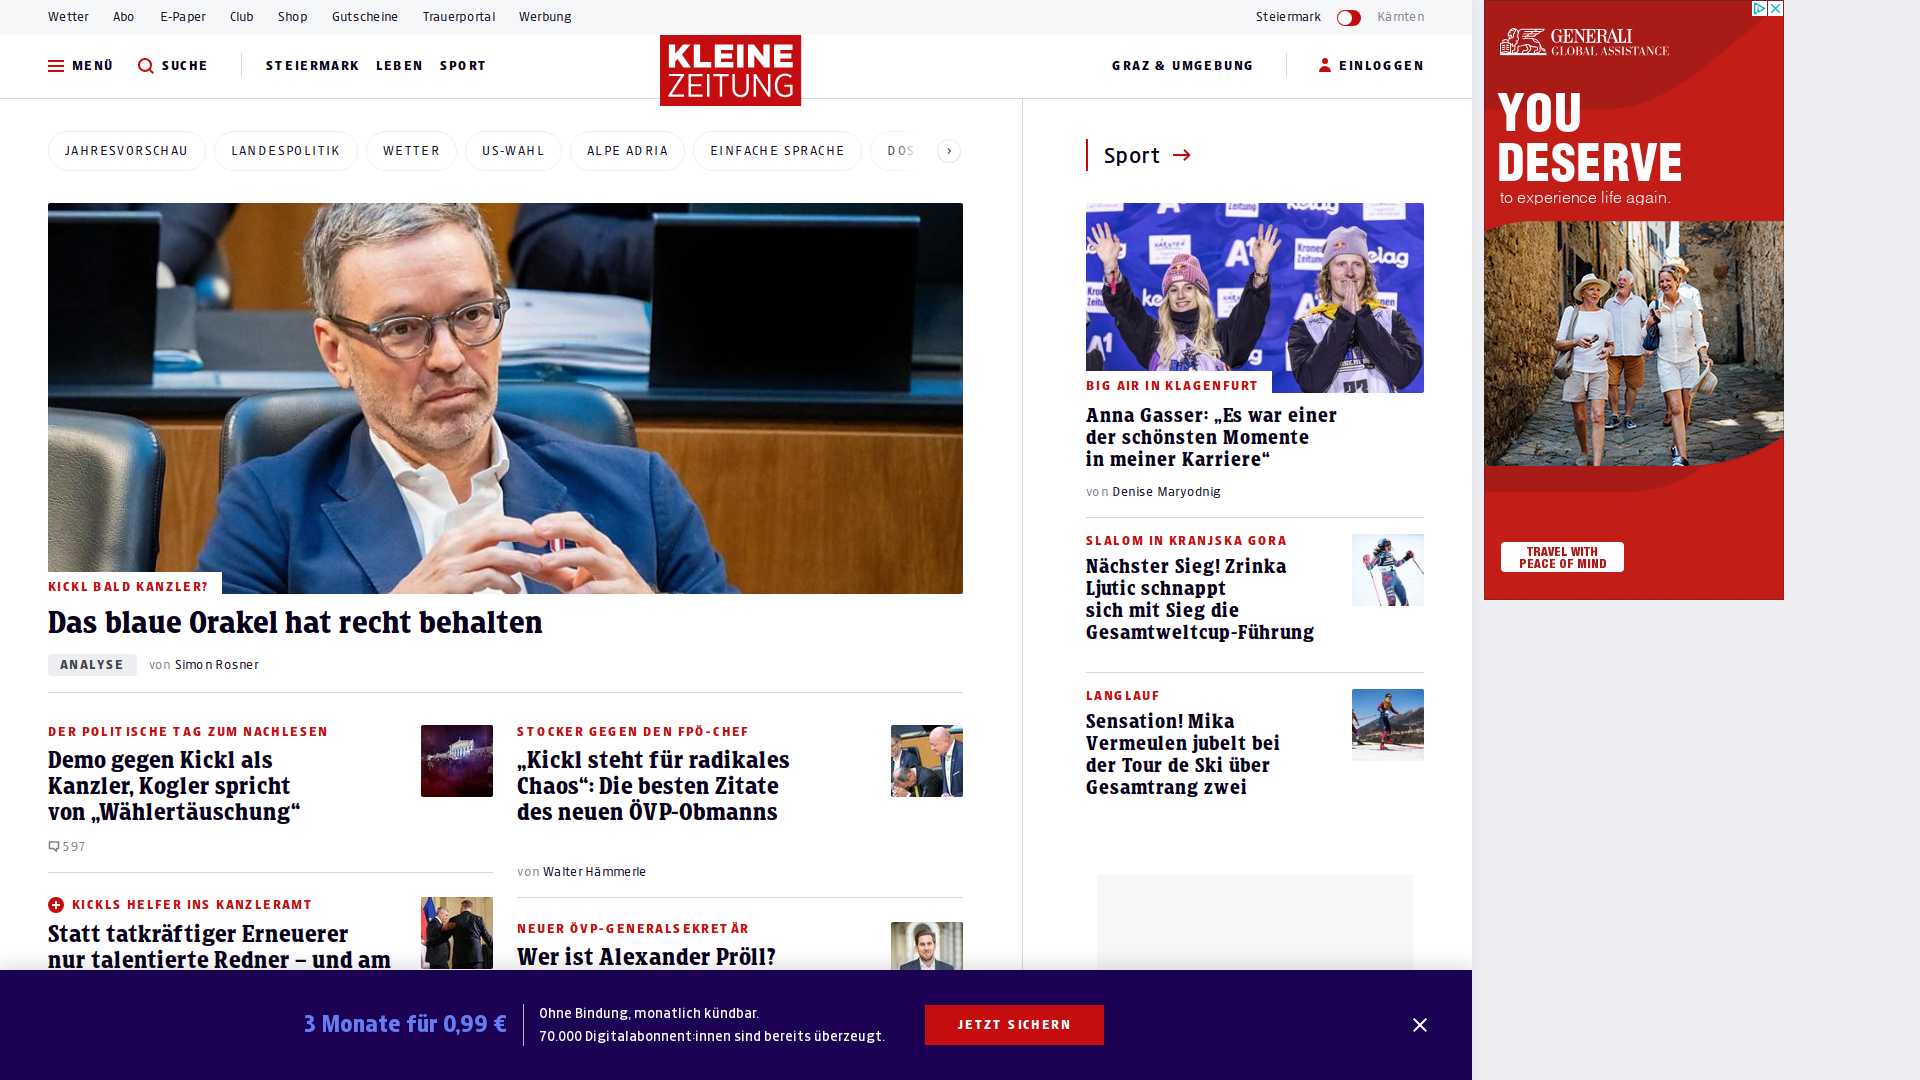 Wetter Abo E-Paper Club Shop Gutscheine Trauerportal Werbung
Steiermark Kärnten
MENÜ SUCHE STEIERMARK LEBEN SPORT
KLEINE
ZEITUNG
GRAZ & UMGEBUNG EINLOGGEN
JAHRESVORSCHAU LANDESPOLITIK WETTER US-WAHL ALPE ADRIA EINFACHE SPRACHE DOS
KICKL BALD KANZLER?
Das blaue Orakel hat recht behalten
ANALYSE von Simon Rosner
DER POLITISCHE TAG ZUM NACHLESEN
Demo gegen Kickl als
Kanzler, Kogler spricht
von „Wählertäuschung“
597
KICKLS HELFER INS KANZLERAMT
Statt tatkräftiger Erneuerer
nur talentierte Redner – und am
STOCKER GEGEN DEN FPÖ-CHEF
„Kickl steht für radikales
Chaos“: Die besten Zitate
des neuen ÖVP-Obmanns
von Walter Hämmerle
NEUER ÖVP-GENERALSEKRETÄR
Wer ist Alexander Pröll?
Sport
BIG AIR IN KLAGENFURT
Anna Gasser: „Es war einer
der schönsten Momente
in meiner Karriere“
von Denise Maryodnig
SLALOM IN KRANJSKA GORA
Nächster Sieg! Zrinka
Ljutic schnappt
sich mit Sieg die
Gesamtweltcup-Führung
LANGLAUF
Sensation! Mika
Vermeulen jubelt bei
der Tour de Ski über
Gesamtrang zwei
GENERALI
GLOBAL ASSISTANCE
YOU
DESERVE
to experience life again.
TRAVEL WITH
PEACE OF MIND
3 Monate für 0,99 €
Ohne Bindung, monatlich kündbar.
70.000 Digitalabonnent:innen sind bereits überzeugt.
JETZT SICHERN